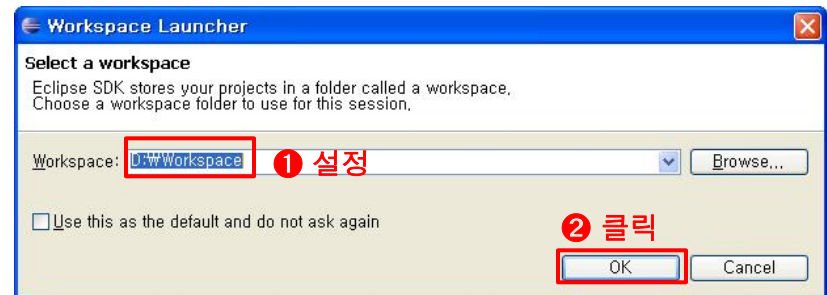 Workspace Launcher
Select a workspace
Eclipse SDK stores your projects in a folder called a workspace,
Choose a workspace folder to use for this session,
Workspace: D:₩Workspace ❶ 설정 Browse,,,
Use this as the default and do not ask again
❷ 클릭
OK Cancel